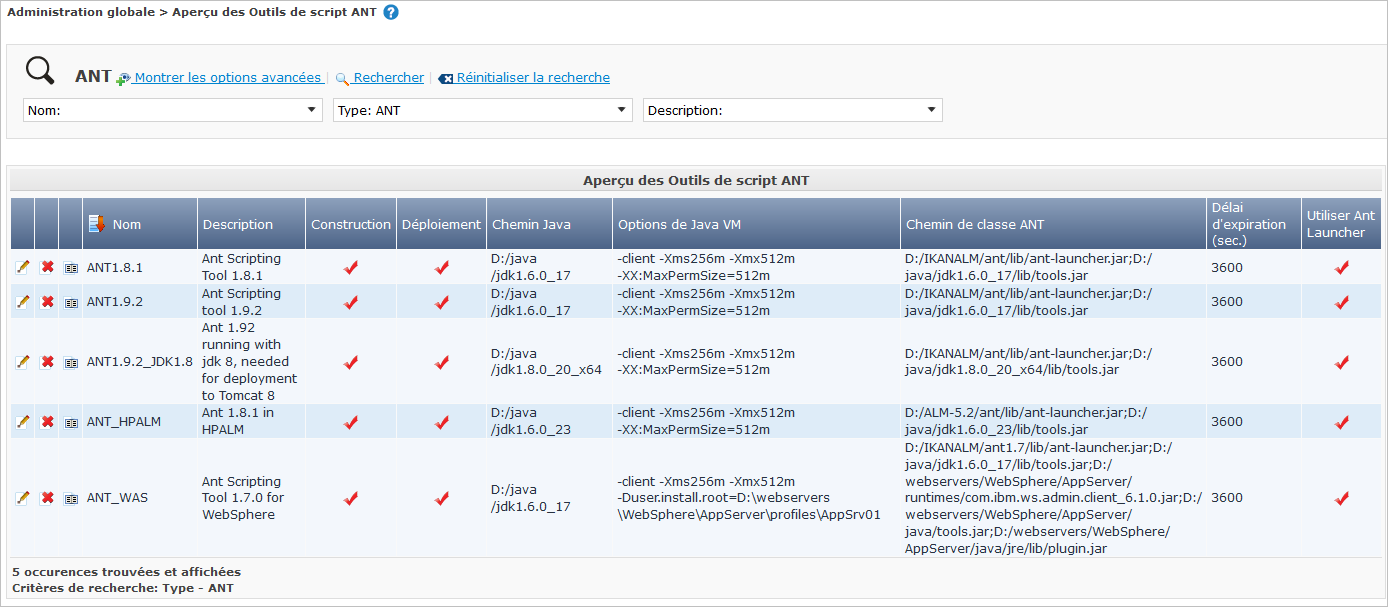 Administration globale > Aperçu des Outils de script ANT ?
ANT Montrer les options avancées | Rechercher | Réinitialiser la recherche
Nom: Type: ANT Description:
Aperçu des Outils de script ANT
Nom Description Construction Déploiement Chemin Java Options de Java VM Chemin de classe ANT Délai d'expiration (sec.) Utiliser Ant Launcher
ANT1.8.1 Ant Scripting Tool 1.8.1 D:/java/jdk1.6.0_17 -client -Xms256m -Xmx512m -XX:MaxPermSize=512m D:/IKANALM/ant/lib/ant-launcher.jar;D:/java/jdk1.6.0_17/lib/tools.jar 3600
ANT1.9.2 Ant Scripting tool 1.9.2 D:/java/jdk1.6.0_17 -client -Xms256m -Xmx512m -XX:MaxPermSize=512m D:/IKANALM/ant/lib/ant-launcher.jar;D:/java/jdk1.6.0_17/lib/tools.jar 3600
ANT1.9.2_JDK1.8 Ant 1.92 running with jdk 8, needed for deployment to Tomcat 8 D:/java/jdk1.8.0_20_x64 -client -Xms256m -Xmx512m -XX:MaxPermSize=512m D:/IKANALM/ant/lib/ant-launcher.jar;D:/java/jdk1.8.0_20_x64/lib/tools.jar 3600
ANT_HPALM Ant 1.8.1 in HPALM D:/java/jdk1.6.0_23 -client -Xms256m -Xmx512m -XX:MaxPermSize=512m D:/ALM-5.2/ant/lib/ant-launcher.jar;D:/java/jdk1.6.0_23/lib/tools.jar 3600
ANT_WAS Ant Scripting Tool 1.7.0 for WebSphere D:/java/jdk1.6.0_17 -client -Xms256m -Xmx512m -Duser.install.root=D:\webservers\WebSphere\AppServer\profiles\AppSrv01 D:/IKANALM/ant1.7/lib/ant-launcher.jar;D:/java/jdk1.6.0_17/lib/tools.jar;D:/webservers/WebSphere/AppServer/runtimes/com.ibm.ws.admin.client_6.1.0.jar;D:/webservers/WebSphere/AppServer/java/tools.jar;D:/webservers/WebSphere/AppServer/java/jre/lib/plugin.jar 3600
5 occurences trouvées et affichées
Critères de recherche: Type - ANT